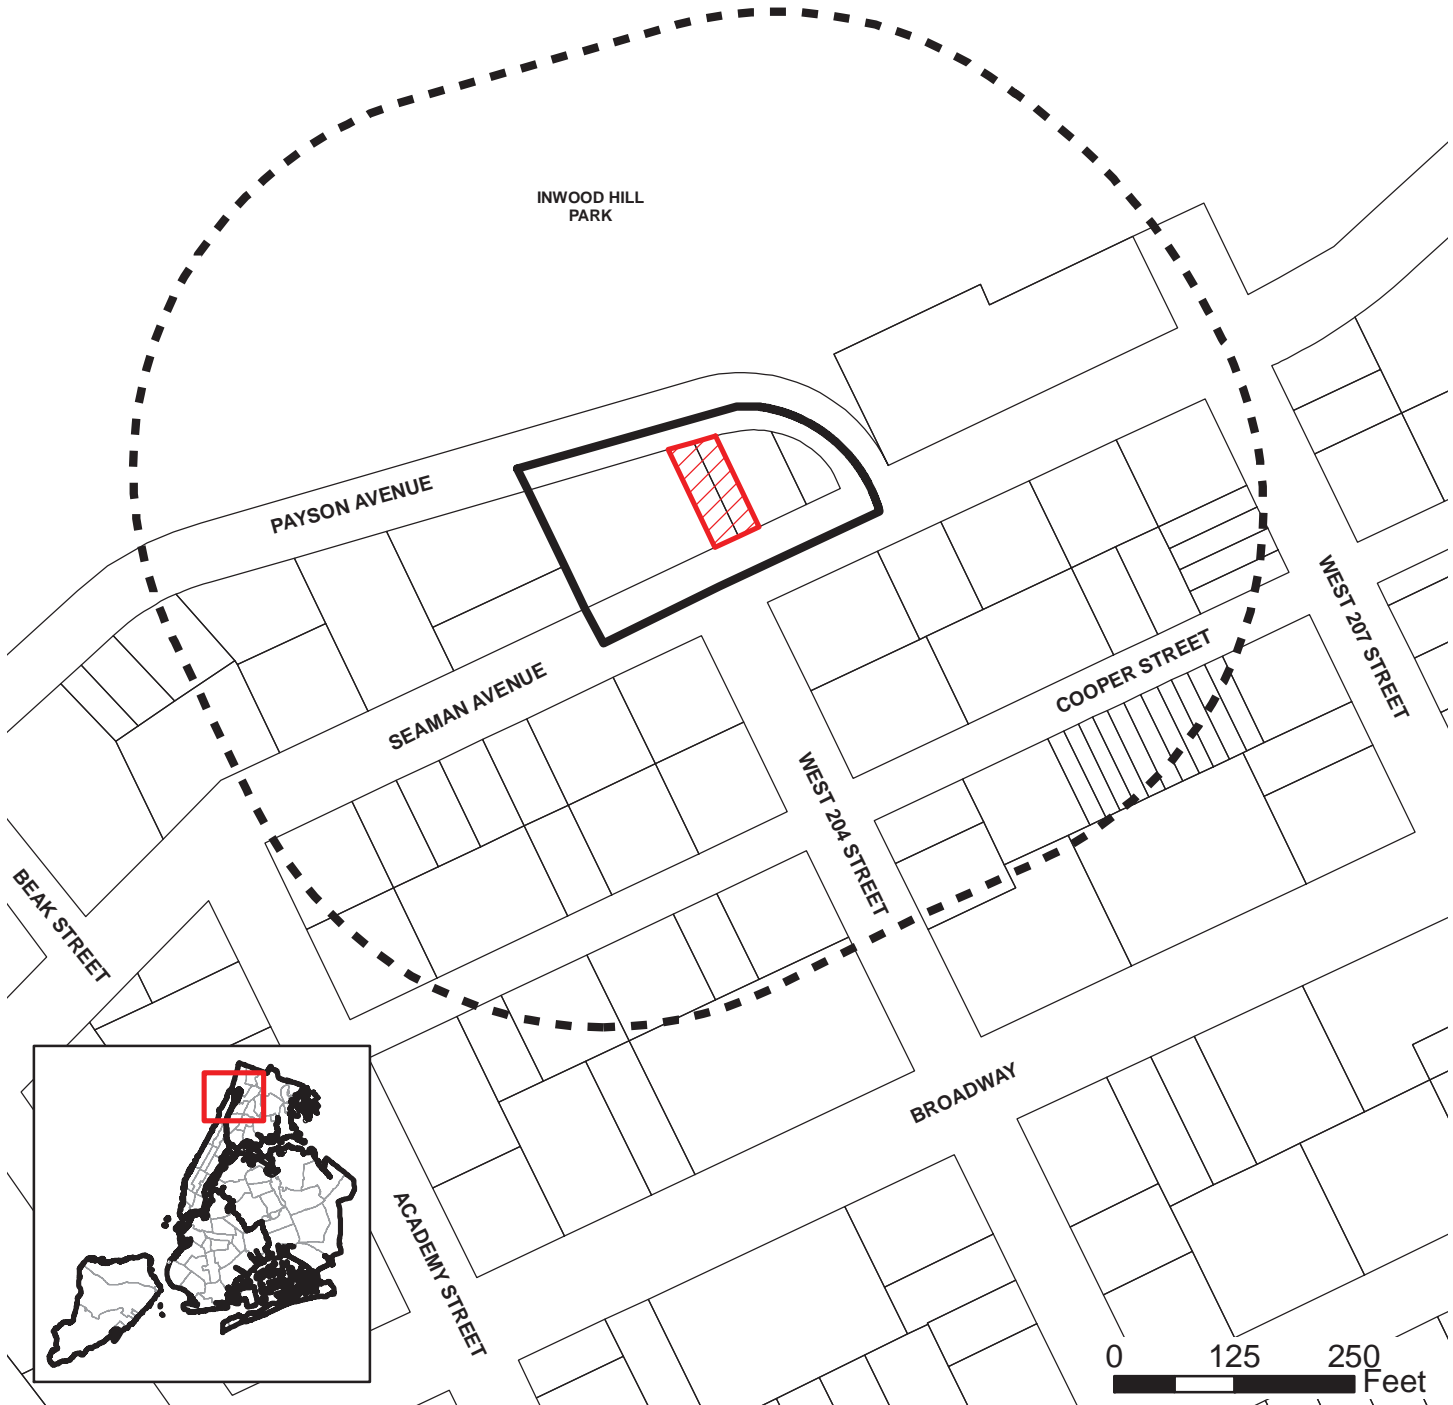 INWOOD HILL
PARK
PAYSON AVENUE
SEAMAN AVENUE
COOPER STREET
WEST 207 STREET
WEST 204 STREET
BEAK STREET
BROADWAY
ACADEMY STREET
0 125 250
Feet